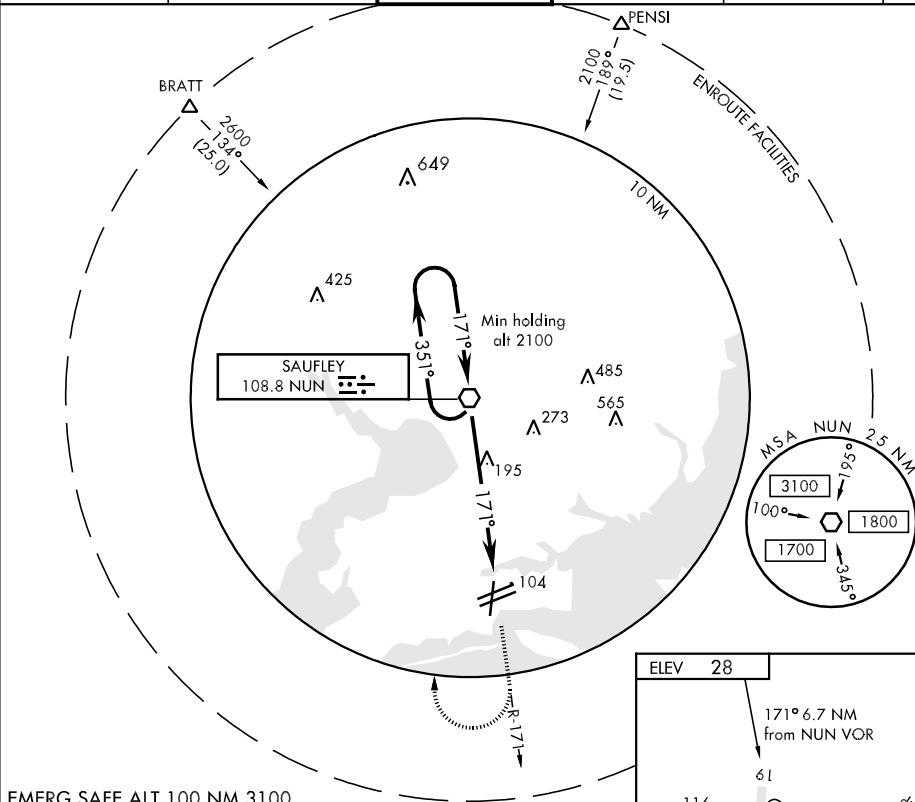 PENSI
2100
189°
(19.5)
BRATT
2600
134°
(25.0)
ENROUTE FACILITIES
649
10 NM
425
Min holding
alt 2100
171°
351°
SAUFLEY
108.8 NUN
485
565
273
195
171°
104
R-171
MSA NUN 25 NM
195°
3100
100°
1800
1700
345°
ELEV 28
171° 6.7 NM
from NUN VOR
EMERG SAFE ALT 100 NM 3100